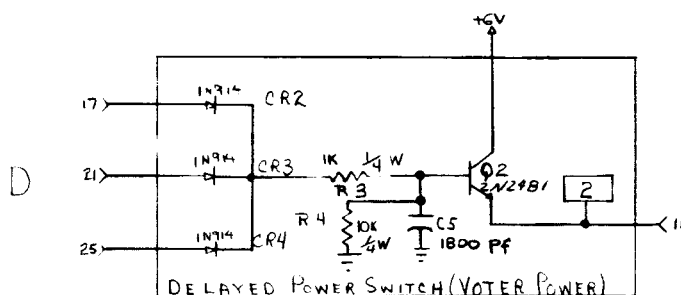 +6V
17
1N914
CR2
21
1N914
CR3
1K
1/4 W
R3
Q2
2N2481
2
D
R4
10K
1/4W
C5
1800 Pf
25
1N914
CR4
DELAYED POWER SWITCH (VOTER POWER)